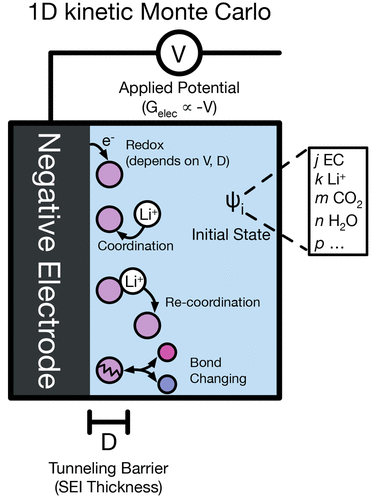 1D kinetic Monte Carlo
V
Applied Potential
(Gelec ∝ -V)
Negative Electrode
e-
Redox
(depends on V, D)
Li+
Coordination
Li+
Re-coordination
Bond
Changing
ψi
Initial State
j EC
k Li+
m CO2
n H2O
p ...
D
Tunneling Barrier
(SEI Thickness)